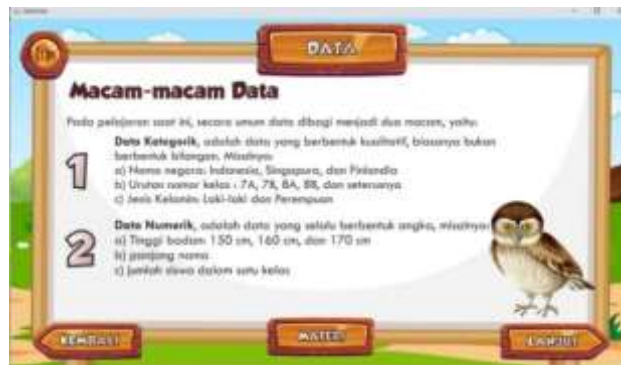 DATA
Macam-macam Data
Pada pelajaran saat ini, secara umum data dibagi menjadi dua macam, yaitu:
1
Data Kategorik, adalah data yang berbentuk kualitatif, biasanya bukan
berbentuk bilangan. Misalnya:
a) Nama negara: Indonesia, Singapura, dan Finlandia
b) Urutan nomor kelas : 7A, 7B, 8A, 8B, dan seterusnya
c) Jenis Kelamin: Laki-laki dan Perempuan
2
Data Numerik, adalah data yang selalu berbentuk angka, misalnya:
a) Tinggi badan: 150 cm, 160 cm, dan 170 cm
b) panjang nama
c) jumlah siswa dalam satu kelas
KEMBALI
MATERI
LANJUT